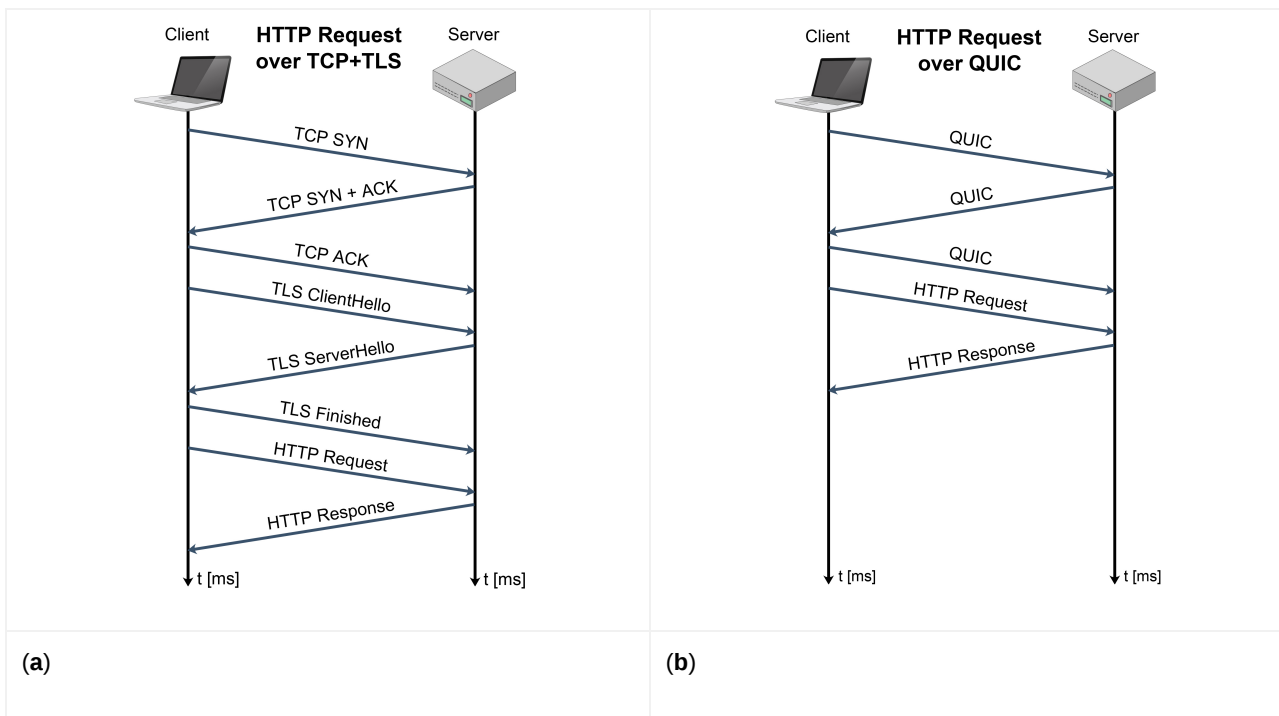 Client
HTTP Request
over TCP+TLS
Server
TCP SYN
TCP SYN + ACK
TCP ACK
TLS ClientHello
TLS ServerHello
TLS Finished
HTTP Request
HTTP Response
t [ms]
t [ms]
(a)
Client
HTTP Request
over QUIC
Server
QUIC
QUIC
QUIC
HTTP Request
HTTP Response
t [ms]
t [ms]
(b)